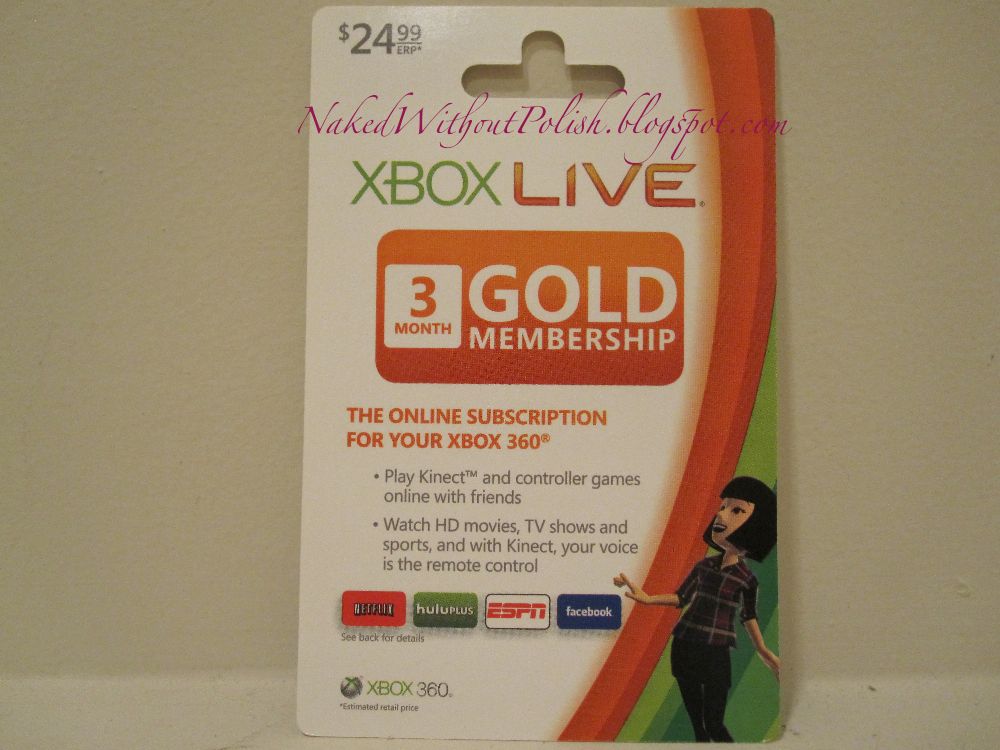 $24.99
ERP*
NakedWithoutPolish.blogspot.com
XBOX LIVE®
3
MONTH
GOLD
MEMBERSHIP
THE ONLINE SUBSCRIPTION
FOR YOUR XBOX 360®
• Play Kinect™ and controller games
online with friends
• Watch HD movies, TV shows and
sports, and with Kinect, your voice
is the remote control
NETFLIX huluPLUS ESPN facebook
See back for details
XBOX 360®
*Estimated retail price